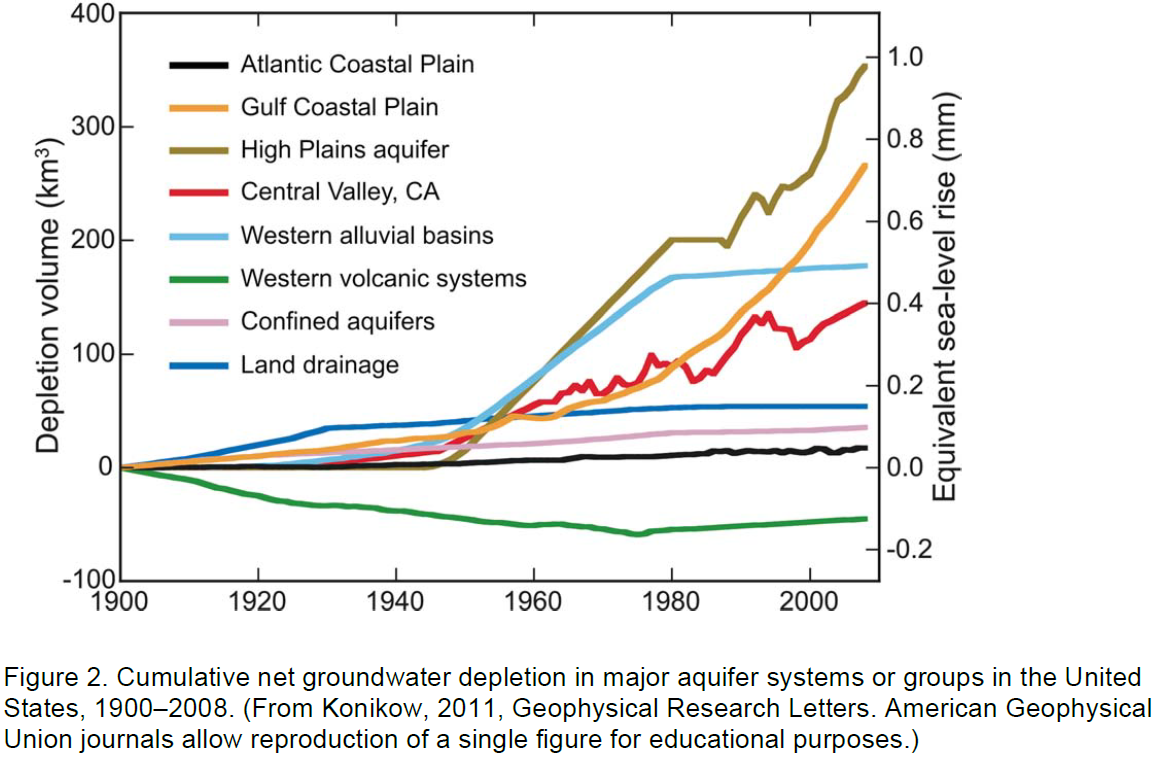 400
300
200
100
0
-100
Depletion volume (km³)
Atlantic Coastal Plain
Gulf Coastal Plain
High Plains aquifer
Central Valley, CA
Western alluvial basins
Western volcanic systems
Confined aquifers
Land drainage
1.0
0.8
0.6
0.4
0.2
0.0
-0.2
Equivalent sea-level rise (mm)
1900 1920 1940 1960 1980 2000
Figure 2. Cumulative net groundwater depletion in major aquifer systems or groups in the United
States, 1900–2008. (From Konikow, 2011, Geophysical Research Letters. American Geophysical
Union journals allow reproduction of a single figure for educational purposes.)